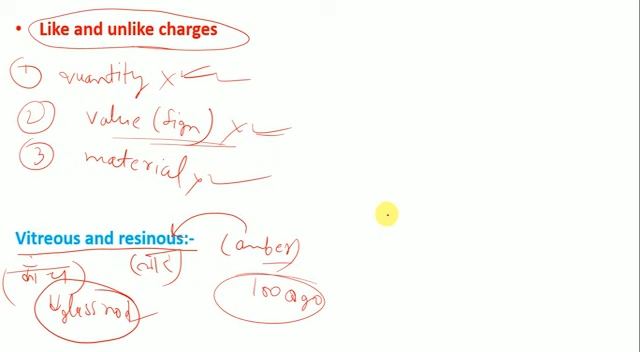 • Like and unlike charges
① quantity ×
② value (sign) ×
③ material ×
Vitreous and resinous:- (amber)
(काँच) (लाख) 100 ago
glass rod